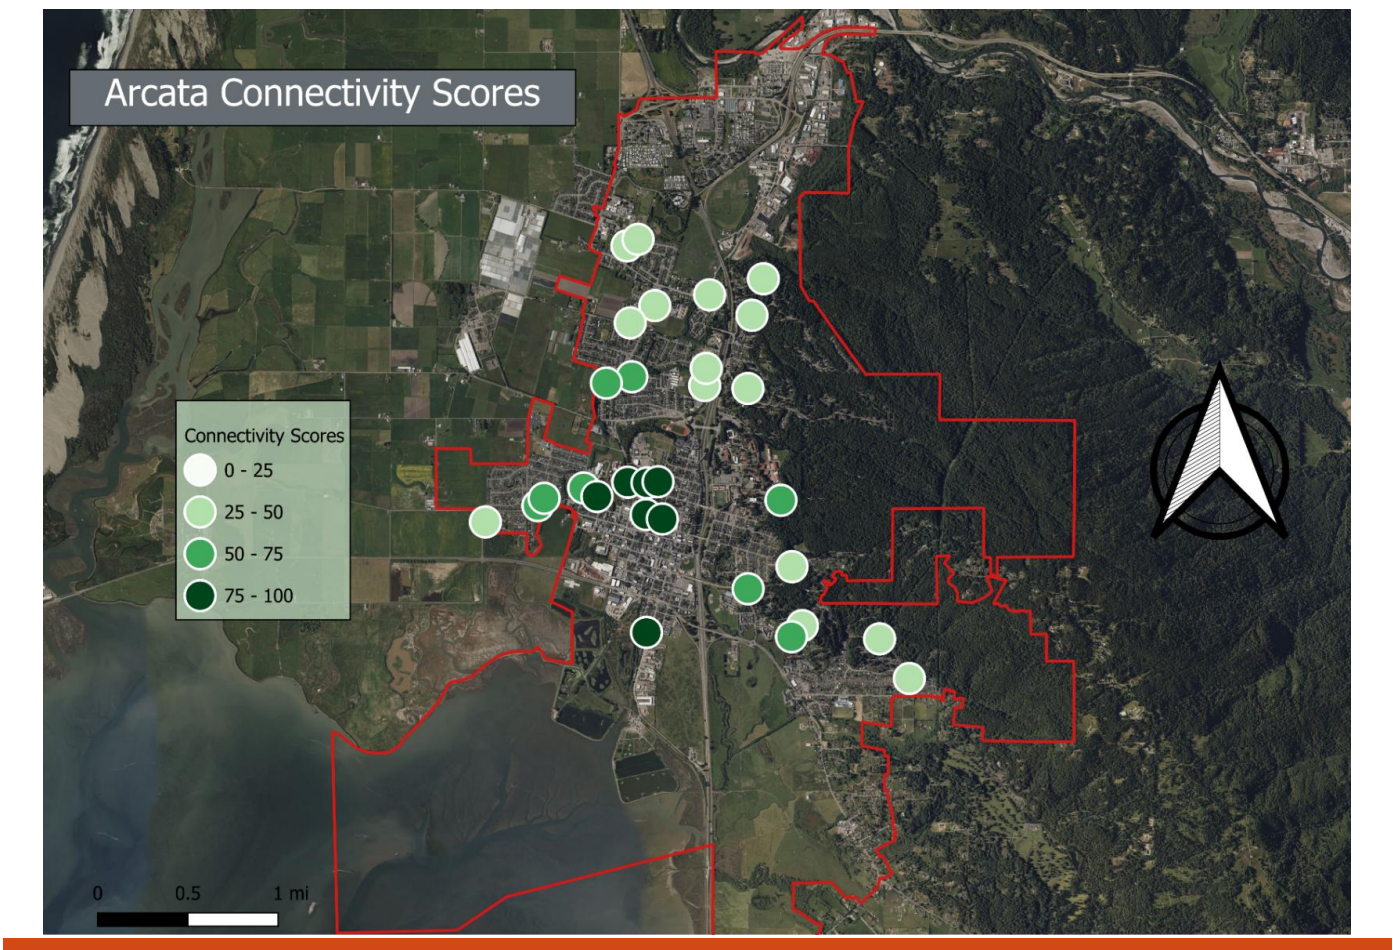 Arcata Connectivity Scores
Connectivity Scores
0 - 25
25 - 50
50 - 75
75 - 100
0 0.5 1 mi